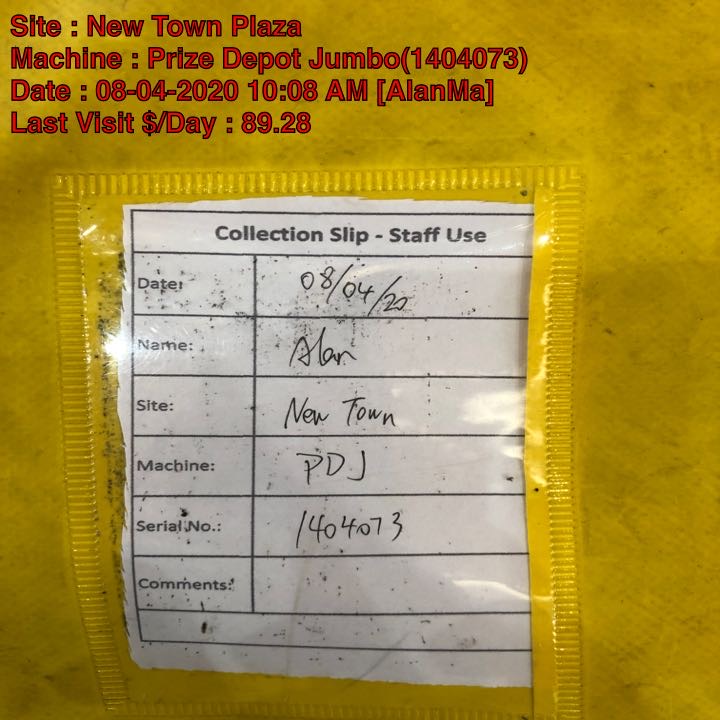 Site : New Town Plaza
Machine : Prize Depot Jumbo(1404073)
Date : 08-04-2020 10:08 AM [AlanMa]
Last Visit $/Day : 89.28
Collection Slip - Staff Use
Date: 08/04/20
Name: Alan
Site: New Town
Machine: PDJ
Serial No.: 1404073
Comments: